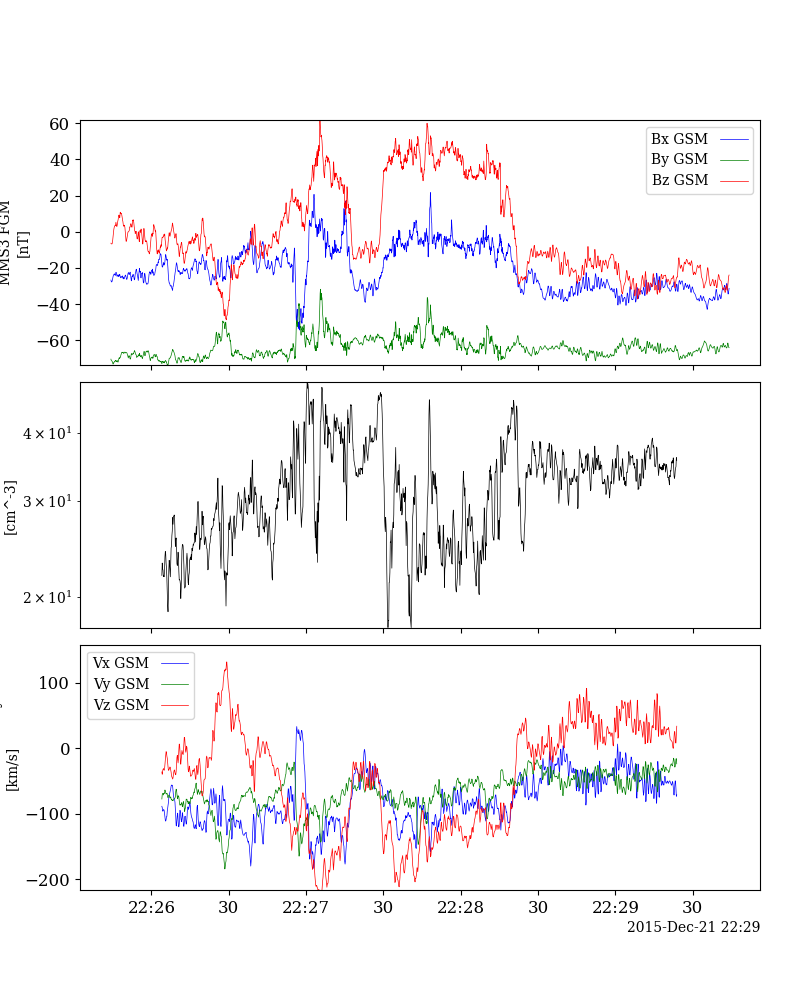 60
40
20
0
−20
−40
−60
MMS3 FGM
[nT]
Bx GSM
By GSM
Bz GSM
4 × 10¹
3 × 10¹
2 × 10¹
[cm^-3]
100
0
−100
−200
[km/s]
Vx GSM
Vy GSM
Vz GSM
22:26 30 22:27 30 22:28 30 22:29 30
2015-Dec-21 22:29